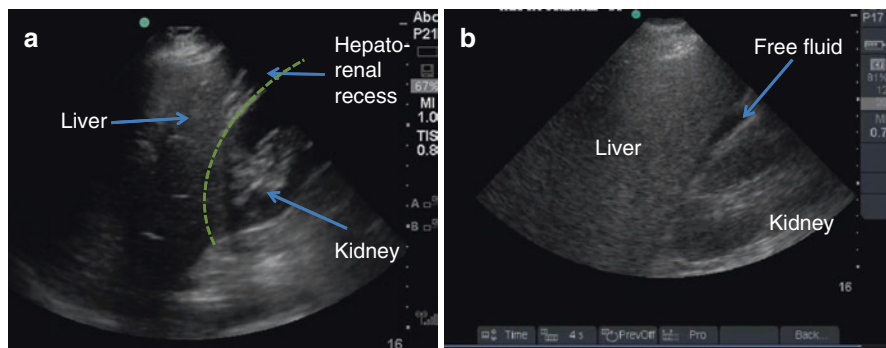 a
Abd
P21
Hepato-
renal
recess
67%
MI
1.0
TIS
0.8
Liver
A
B
Kidney
16
b
P17
Free fluid
81%
Liver
MI
0.7
Kidney
16
Time
4 s
PrevOff
Pro
Back...